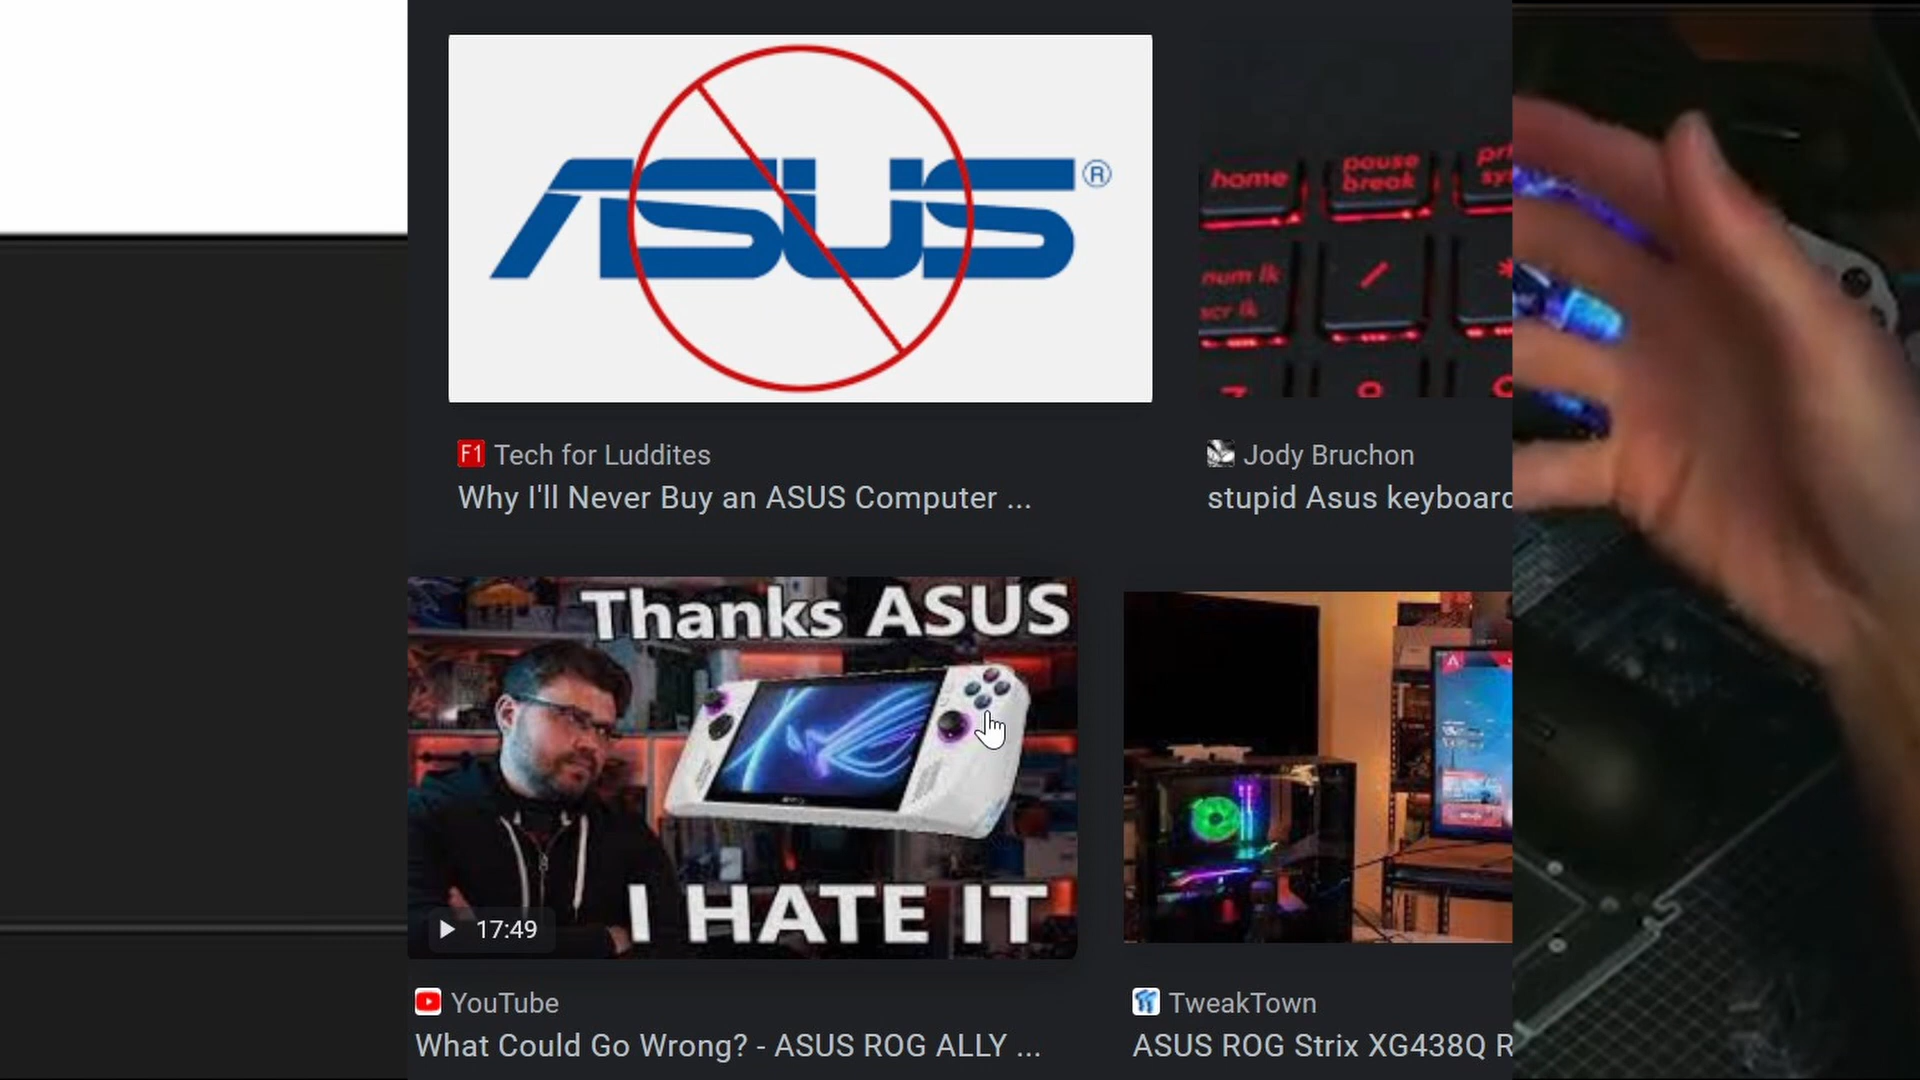 ASUS®
home
pause
break
num lk
scr lk
F1 Tech for Luddites
Why I'll Never Buy an ASUS Computer ...
Jody Bruchon
stupid Asus keyboard
Thanks ASUS
I HATE IT
17:49
YouTube
What Could Go Wrong? - ASUS ROG ALLY ...
TweakTown
ASUS ROG Strix XG438Q R